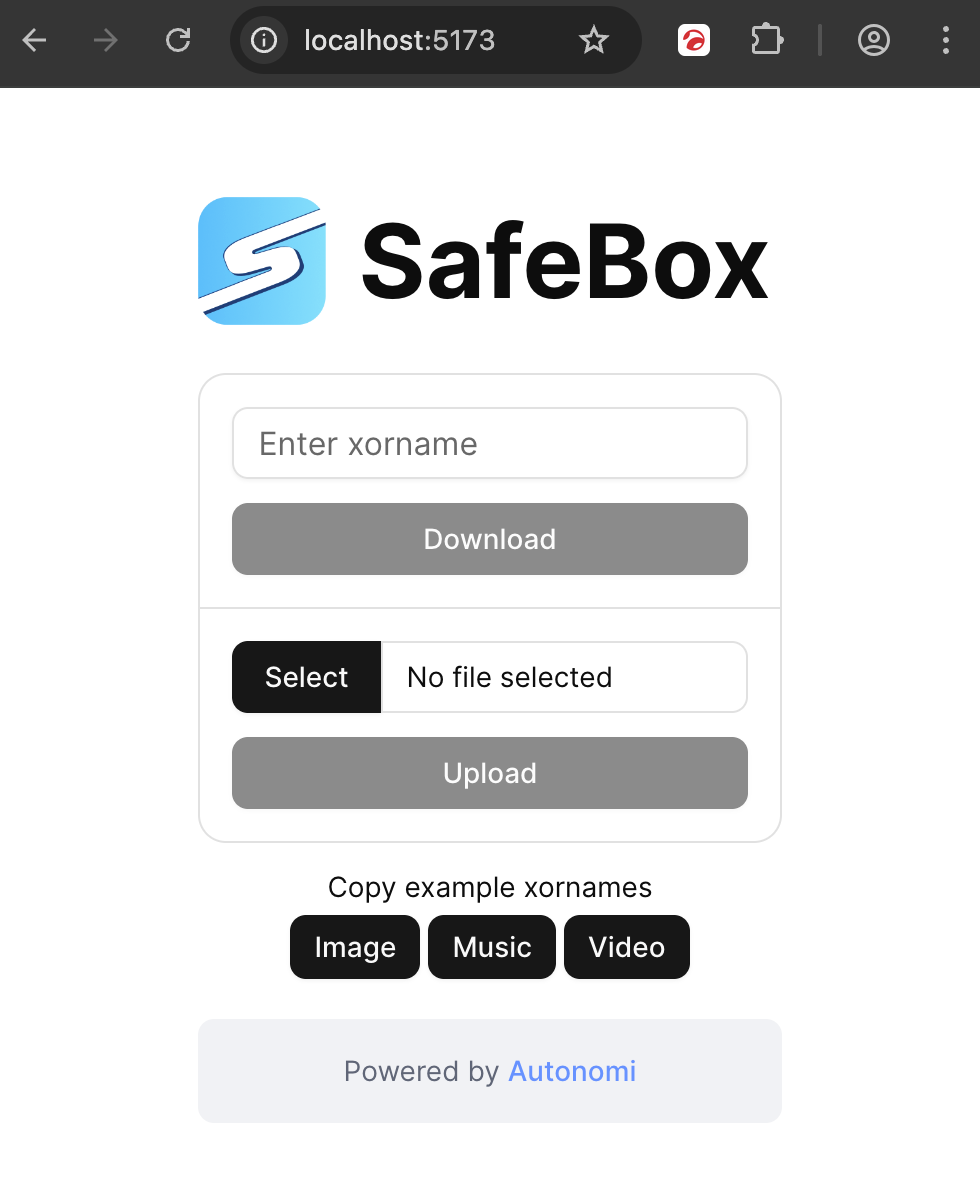 localhost:5173
SafeBox
Enter xorname
Download
Select No file selected
Upload
Copy example xornames
Image Music Video
Powered by Autonomi